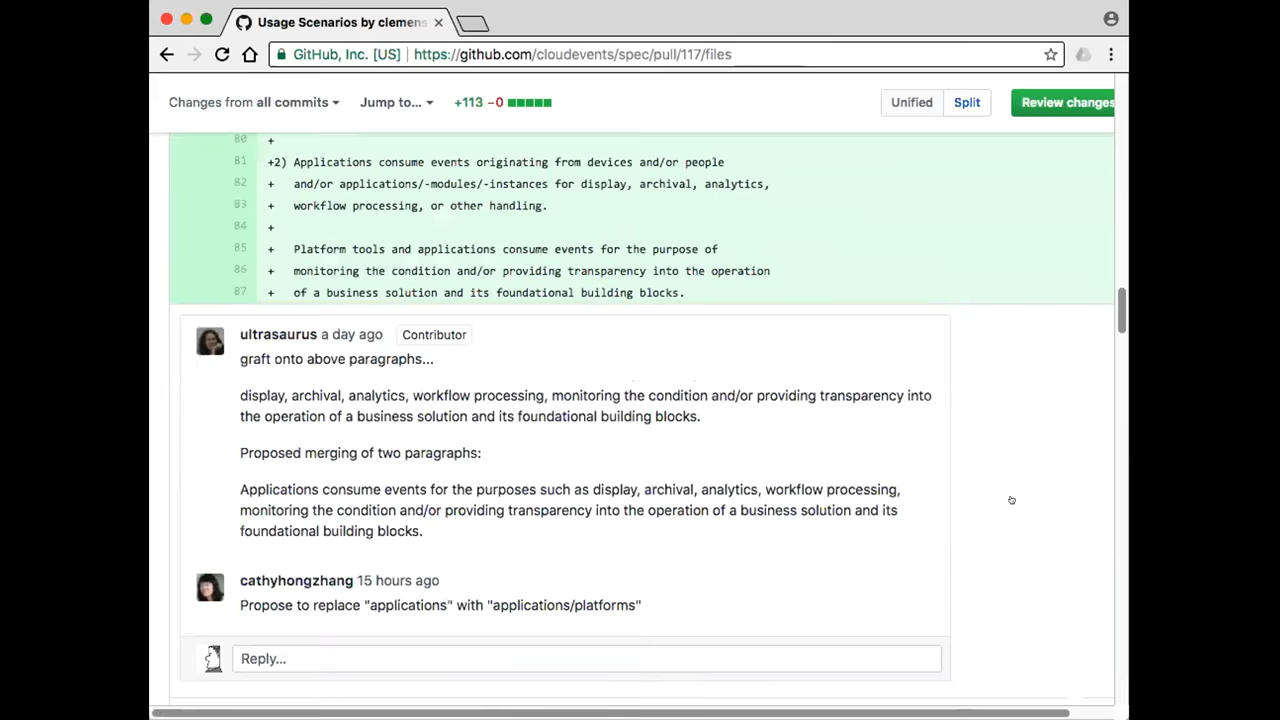 Usage Scenarios by clemens
GitHub, Inc. [US] | https://github.com/cloudevents/spec/pull/117/files
Changes from all commits Jump to... +113 −0 Unified Split Review changes
80 +
81 +2) Applications consume events originating from devices and/or people
82 + and/or applications/-modules/-instances for display, archival, analytics,
83 + workflow processing, or other handling.
84 +
85 + Platform tools and applications consume events for the purpose of
86 + monitoring the condition and/or providing transparency into the operation
87 + of a business solution and its foundational building blocks.
ultrasaurus a day ago Contributor
graft onto above paragraphs...
display, archival, analytics, workflow processing, monitoring the condition and/or providing transparency into
the operation of a business solution and its foundational building blocks.
Proposed merging of two paragraphs:
Applications consume events for the purposes such as display, archival, analytics, workflow processing,
monitoring the condition and/or providing transparency into the operation of a business solution and its
foundational building blocks.
cathyhongzhang 15 hours ago
Propose to replace "applications" with "applications/platforms"
Reply...